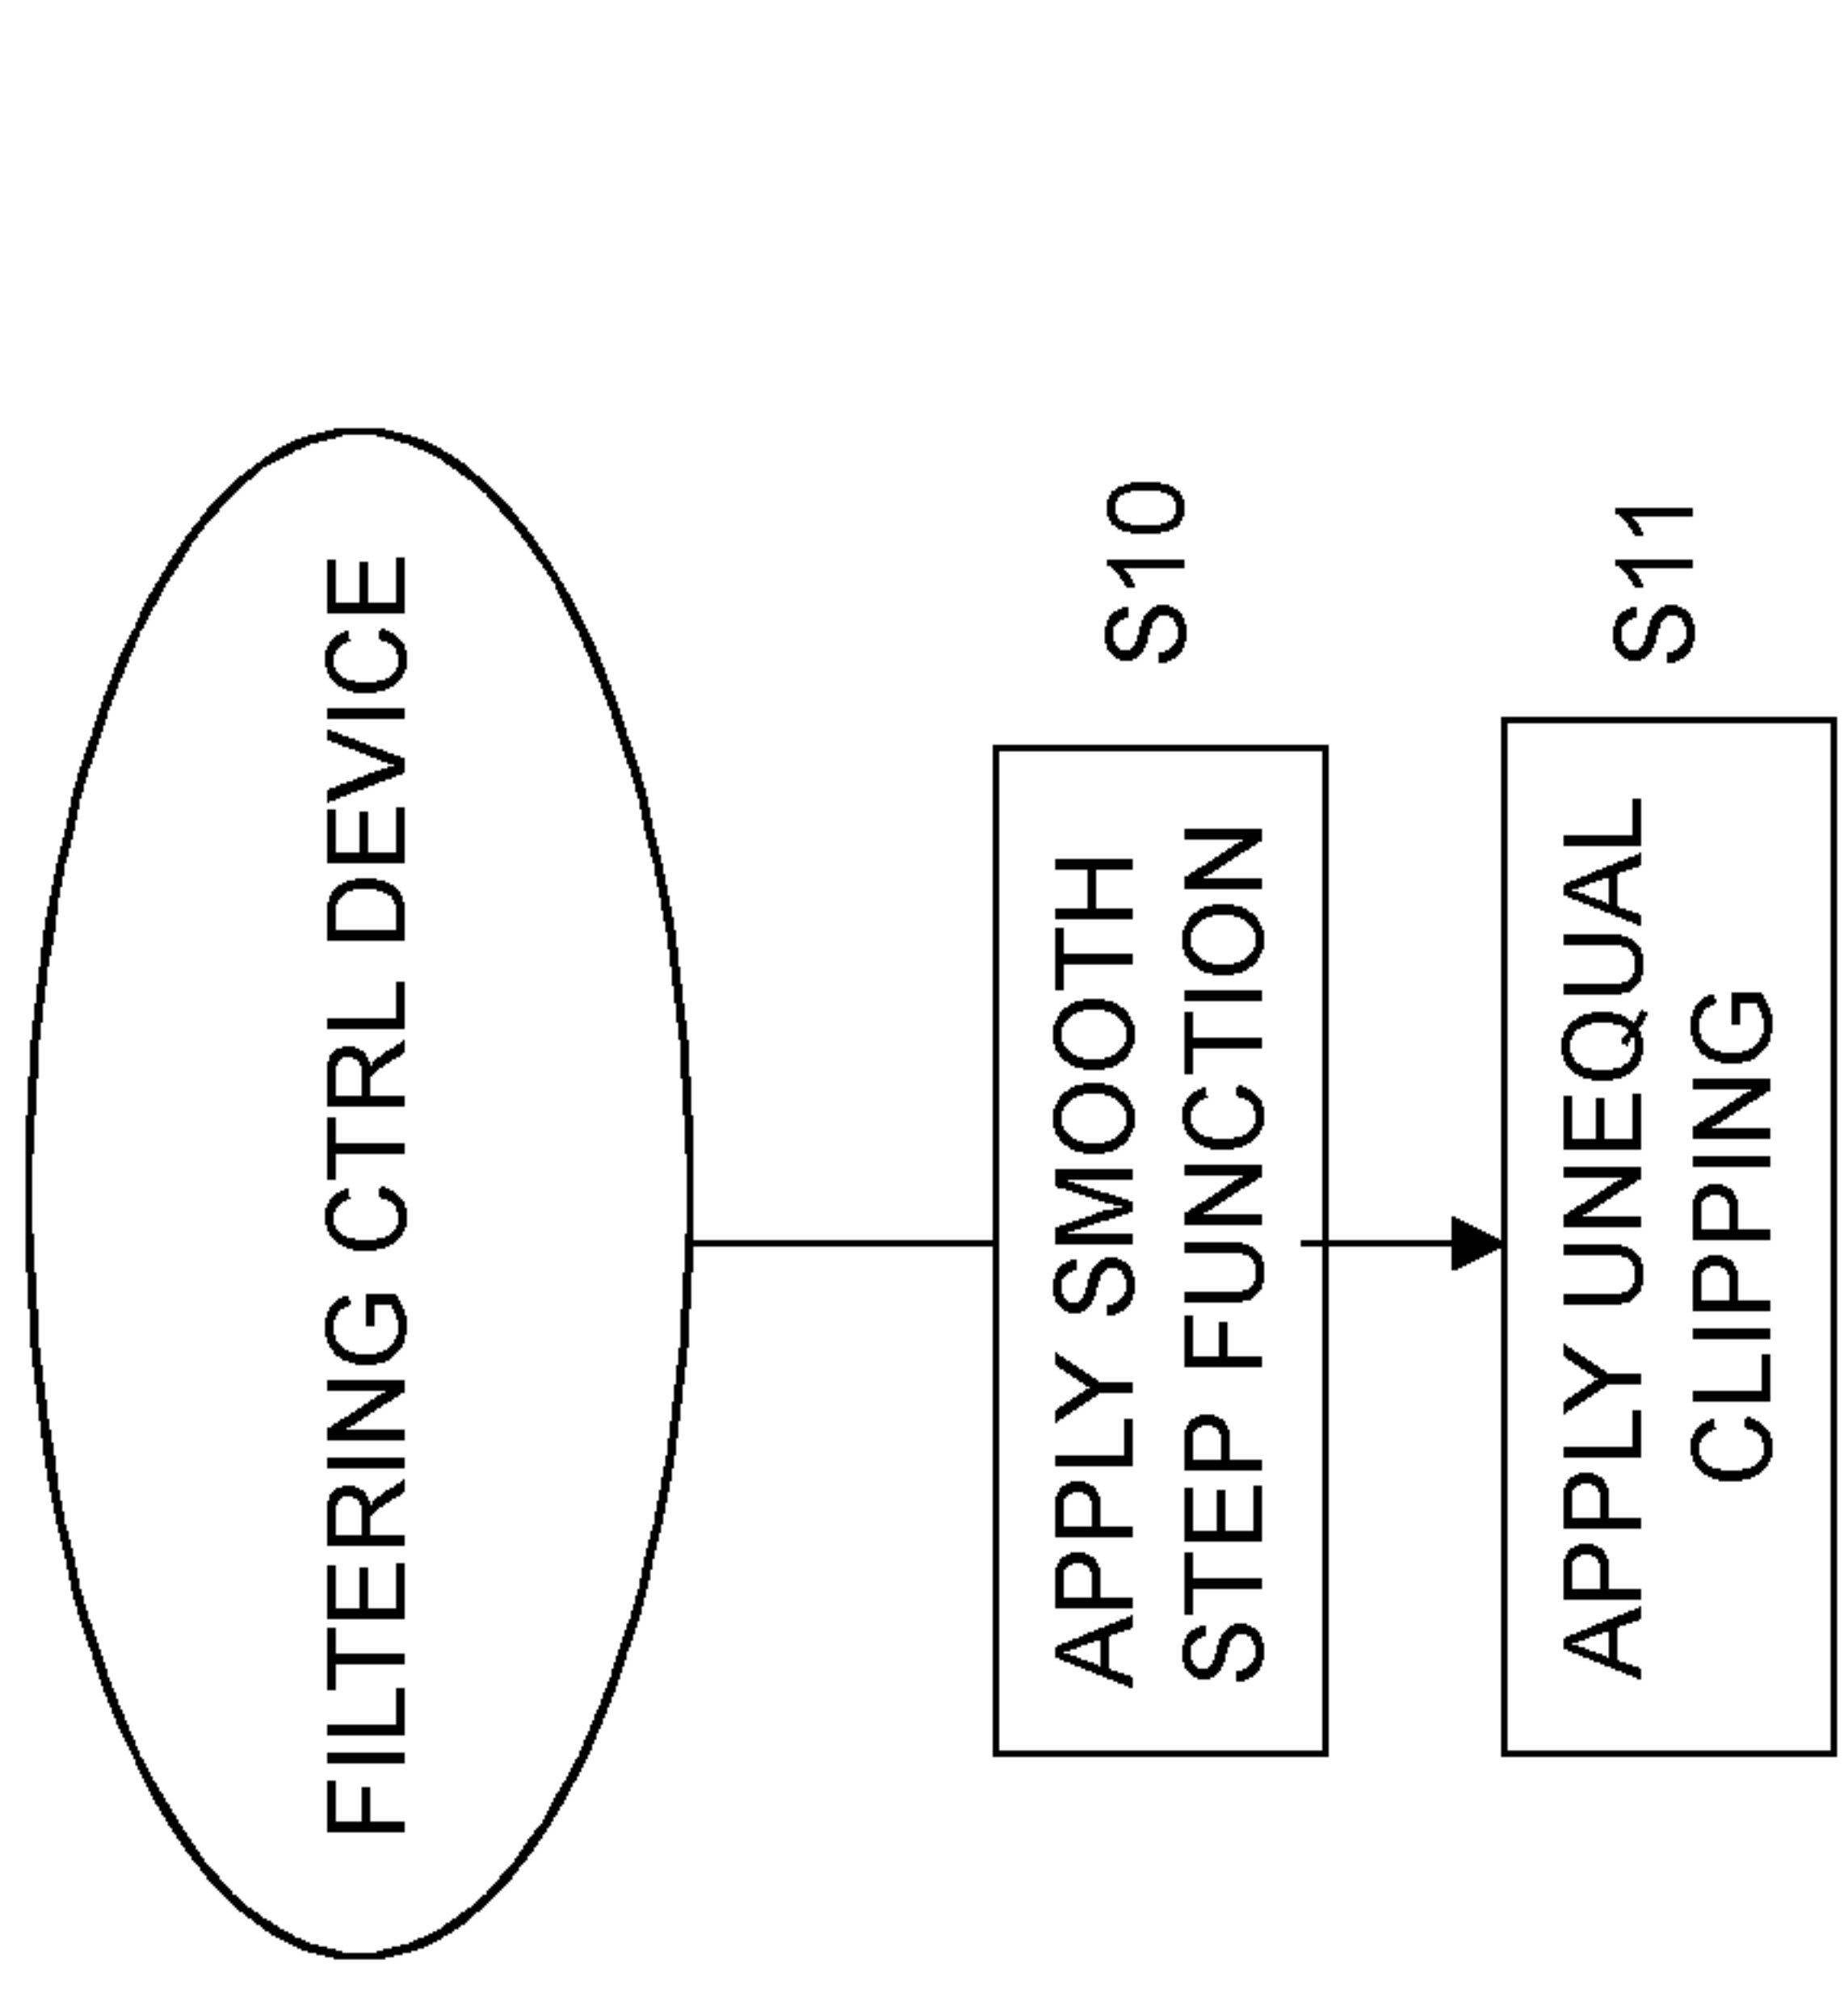 FILTERING CTRL DEVICE
APPLY SMOOTH
STEP FUNCTION
S10
APPLY UNEQUAL
CLIPPING
S11